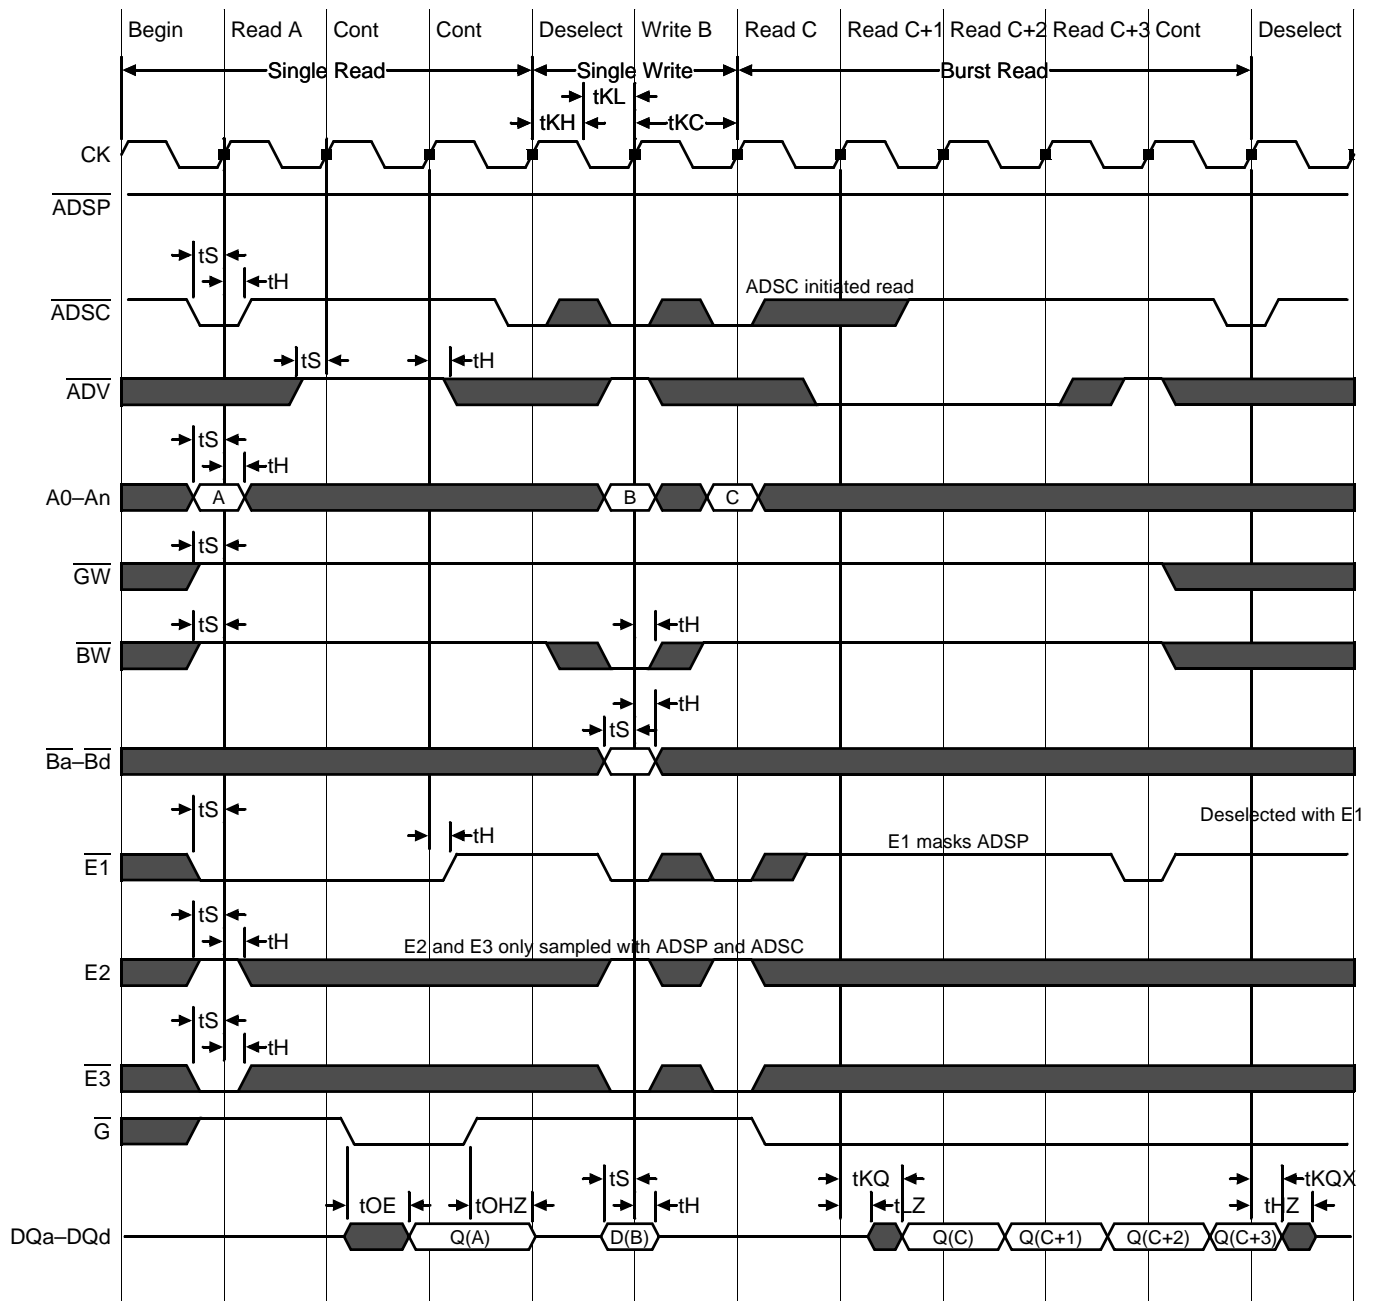 Begin Read A Cont Cont Deselect Write B Read C Read C+1 Read C+2 Read C+3 Cont Deselect
Single Read Single Write Burst Read
tKL
tKH tKC
CK
ADSP
tS
tH
ADSC initiated read
ADSC
tS tH
ADV
tS
tH
A0–An A B C
tS
GW
tS tH
BW
tH
tS
Ba–Bd
tS
Deselected with E1
tH
E1 masks ADSP
E1
tS
tH
E2 and E3 only sampled with ADSP and ADSC
E2
tS
tH
E3
G
tS tKQ tKQX
tOE tOHZ tH tLZ tHZ
DQa–DQd Q(A) D(B) Q(C) Q(C+1) Q(C+2) Q(C+3)